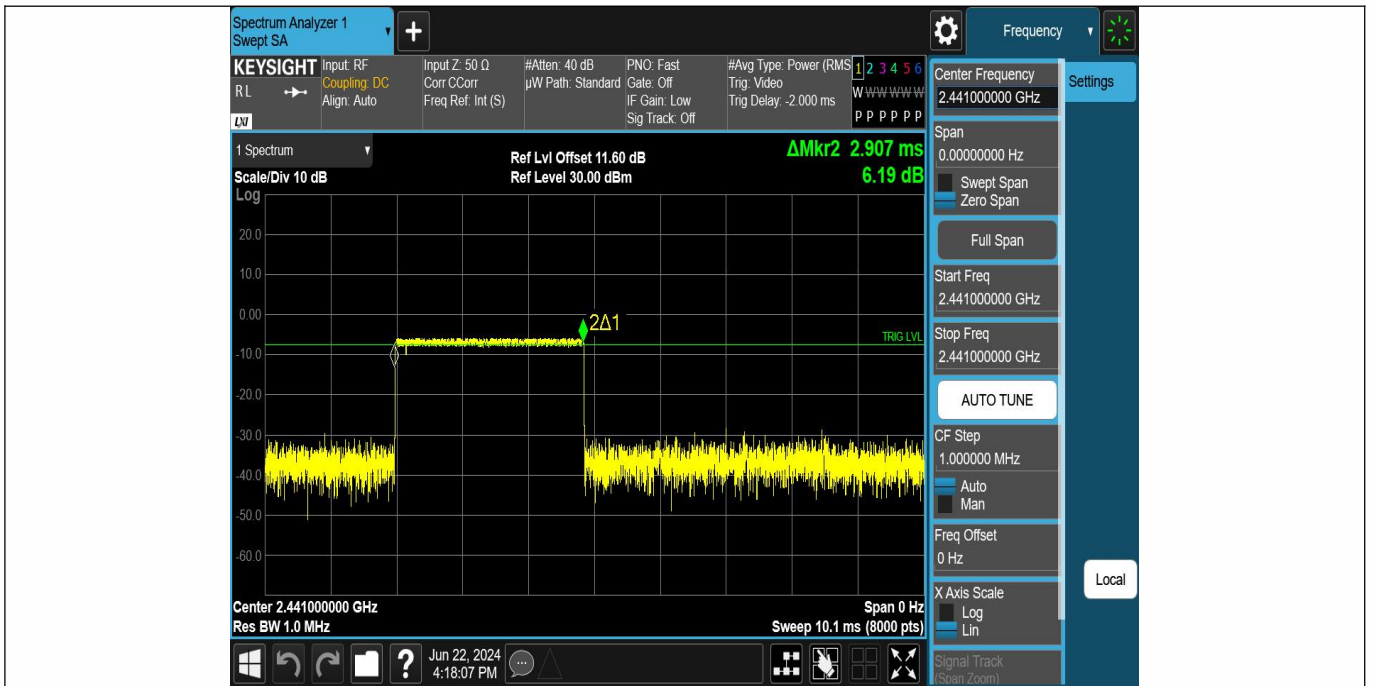 Spectrum Analyzer 1
Swept SA
+
Frequency
KEYSIGHT
RL
LXI
Input: RF
Coupling: DC
Align: Auto
Input Z: 50 Ω
Corr CCorr
Freq Ref: Int (S)
#Atten: 40 dB
µW Path: Standard
PNO: Fast
Gate: Off
IF Gain: Low
Sig Track: Off
#Avg Type: Power (RMS
Trig: Video
Trig Delay: -2.000 ms
1 2 3 4 5 6
W W W W W W
P P P P P P
1 Spectrum
Scale/Div 10 dB
Log
Ref Lvl Offset 11.60 dB
Ref Level 30.00 dBm
ΔMkr2 2.907 ms
6.19 dB
20.0
10.0
0.00
-10.0
-20.0
-30.0
-40.0
-50.0
-60.0
2Δ1
TRIG LVL
Center 2.441000000 GHz
Res BW 1.0 MHz
Span 0 Hz
Sweep 10.1 ms (8000 pts)
Center Frequency
2.441000000 GHz
Settings
Span
0.00000000 Hz
Swept Span
Zero Span
Full Span
Start Freq
2.441000000 GHz
Stop Freq
2.441000000 GHz
AUTO TUNE
CF Step
1.000000 MHz
Auto
Man
Freq Offset
0 Hz
Local
X Axis Scale
Log
Lin
Signal Track
(Span Zoom)
?
Jun 22, 2024
4:18:07 PM